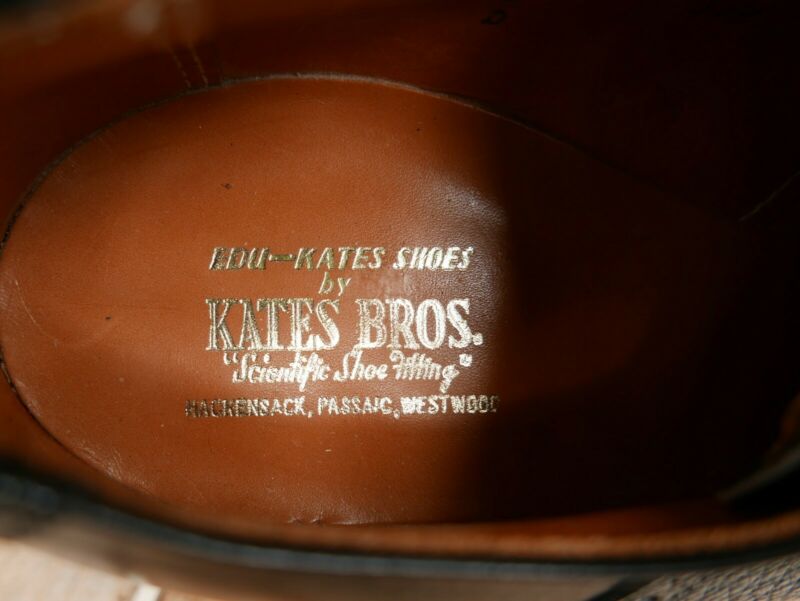 D
EDU-KATES SHOES
by
KATES BROS.
"Scientific Shoe Fitting"
HACKENSACK, PASSAIC, WESTWOOD